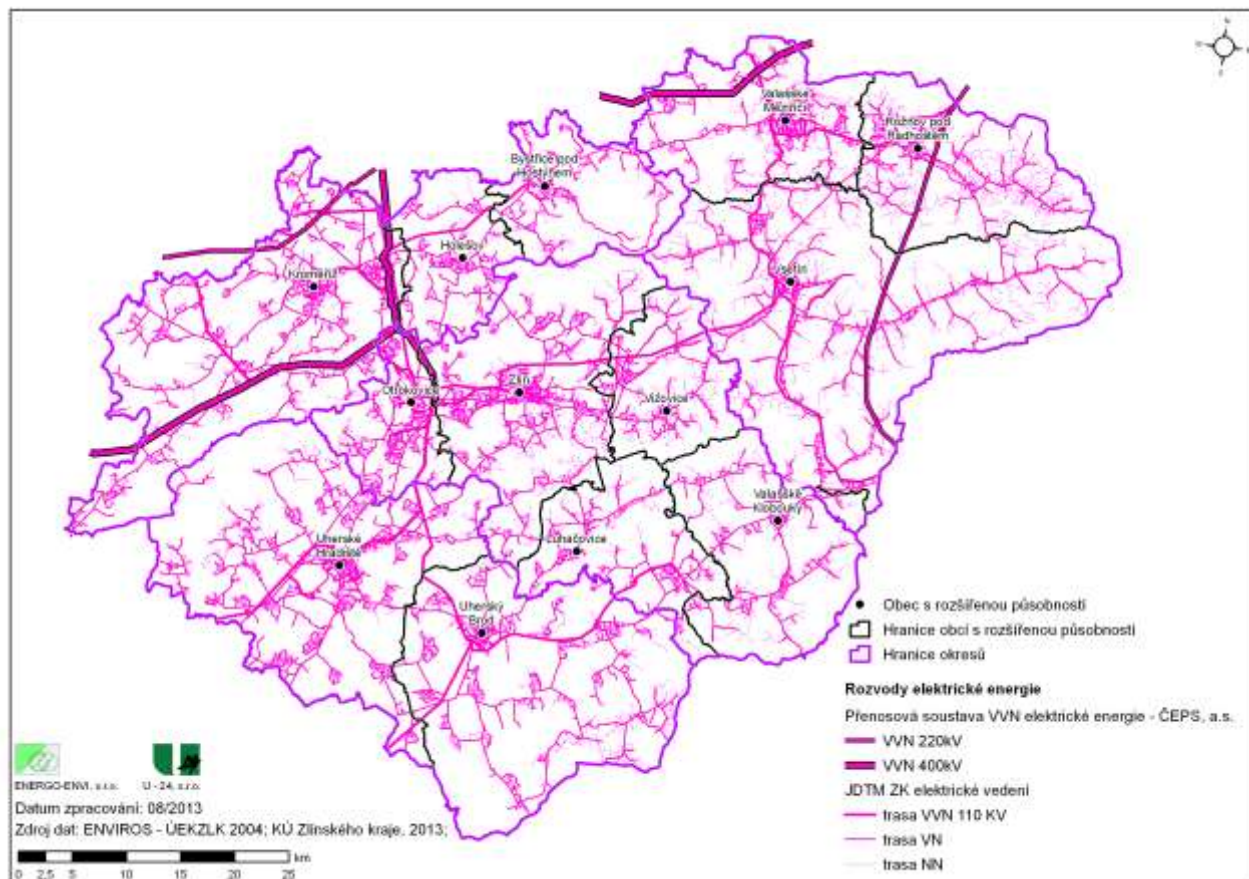 N
Valašské
Meziříčí
Rožnov pod
Radhoštěm
Bystřice pod
Hostýnem
Holešov
Kroměříž
Vsetín
Otrokovice
Zlín
Vizovice
Valašské
Klobouky
Luhačovice
Uherské
Hradiště
Uherský
Brod
Obec s rozšířenou působností
Hranice obcí s rozšířenou působností
Hranice okresů
Rozvody elektrické energie
Přenosová soustava VVN elektrické energie - ČEPS, a.s.
VVN 220kV
VVN 400kV
JDTM ZK elektrické vedení
trasa VVN 110 KV
trasa VN
trasa NN
ENERGO-ENVI, s.r.o. U - 24, s.r.o.
Datum zpracování: 08/2013
Zdroj dat: ENVIROS - ÚEKZLK 2004; KÚ Zlínského kraje, 2013;
km
0 2,5 5 10 15 20 25